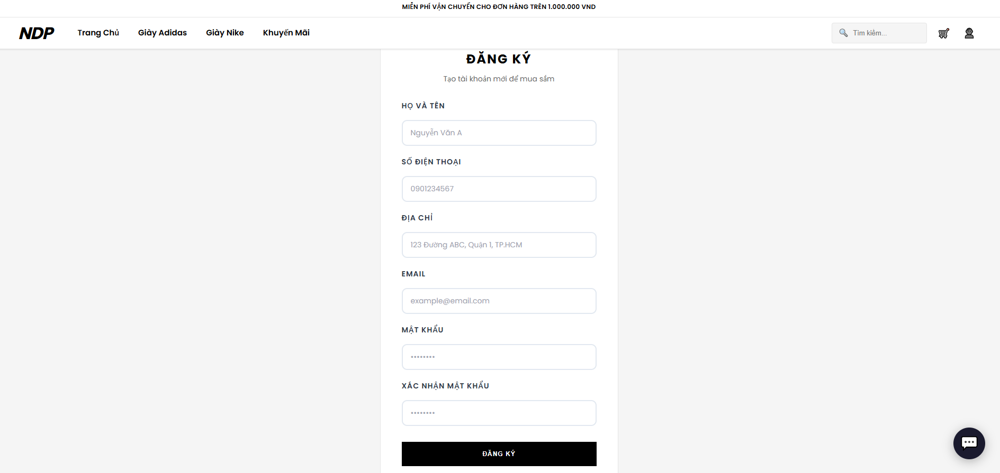 MIỄN PHÍ VẬN CHUYỂN CHO ĐƠN HÀNG TRÊN 1.000.000 VND
NDP Trang Chủ Giày Adidas Giày Nike Khuyến Mãi Tìm kiếm...
ĐĂNG KÝ
Tạo tài khoản mới để mua sắm
HỌ VÀ TÊN
Nguyễn Văn A
SỐ ĐIỆN THOẠI
0901234567
ĐỊA CHỈ
123 Đường ABC, Quận 1, TP.HCM
EMAIL
example@email.com
MẬT KHẨU
••••••••
XÁC NHẬN MẬT KHẨU
••••••••
ĐĂNG KÝ